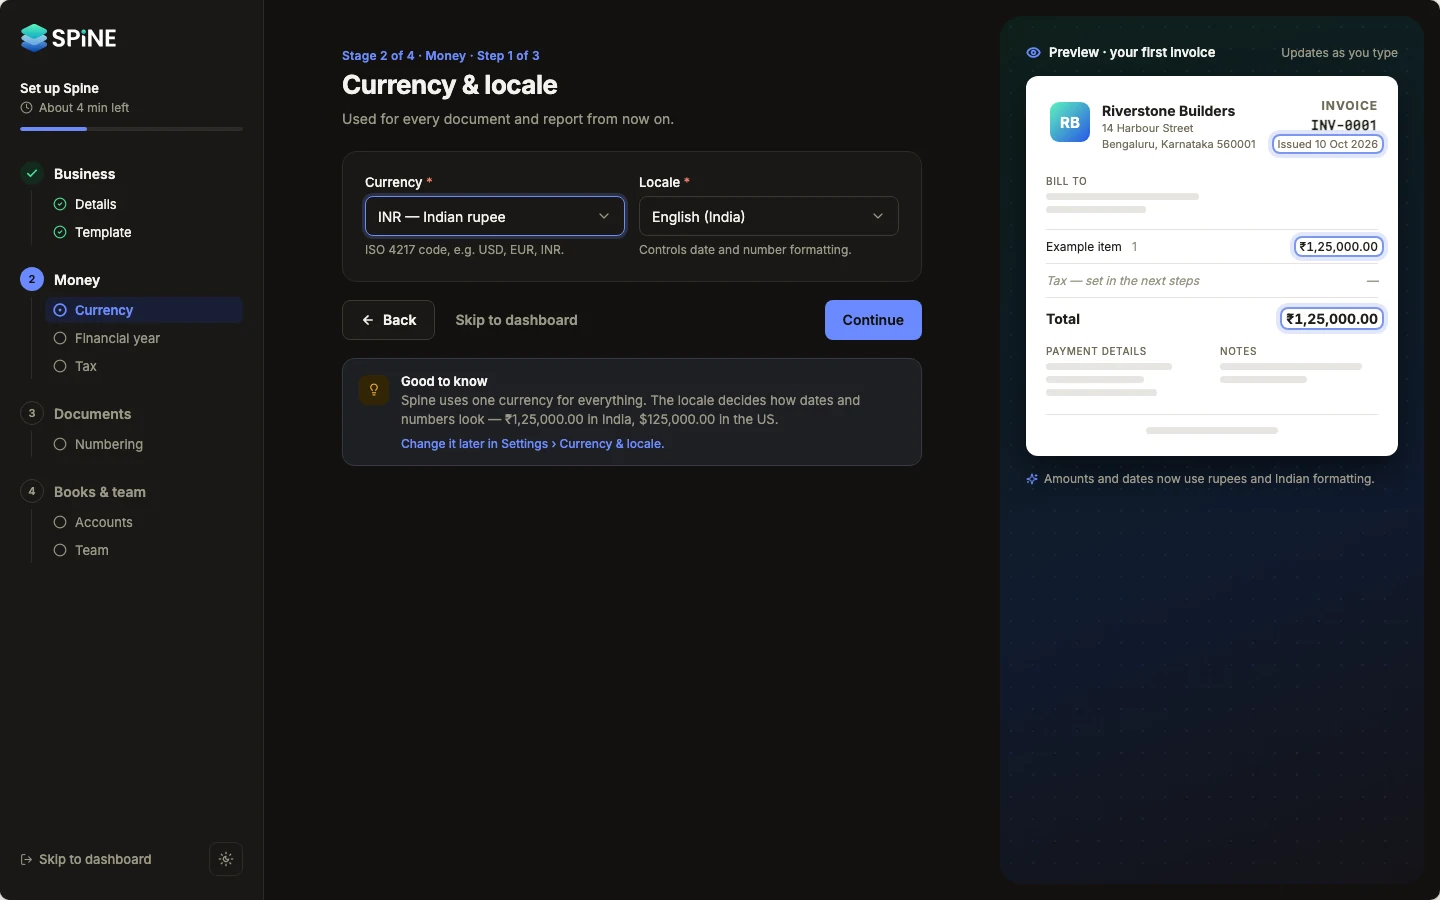 SPiNE
Set up Spine
About 4 min left
Business
Details
Template
2 Money
Currency
Financial year
Tax
3 Documents
Numbering
4 Books & team
Accounts
Team
Skip to dashboard
Stage 2 of 4 · Money · Step 1 of 3
Currency & locale
Used for every document and report from now on.
Currency * Locale *
INR — Indian rupee English (India)
ISO 4217 code, e.g. USD, EUR, INR. Controls date and number formatting.
Back Skip to dashboard Continue
Good to know
Spine uses one currency for everything. The locale decides how dates and
numbers look — ₹1,25,000.00 in India, $125,000.00 in the US.
Change it later in Settings › Currency & locale.
Preview · your first invoice Updates as you type
RB
Riverstone Builders
14 Harbour Street
Bengaluru, Karnataka 560001
INVOICE
INV-0001
Issued 10 Oct 2026
BILL TO
Example item 1 ₹1,25,000.00
Tax — set in the next steps —
Total ₹1,25,000.00
PAYMENT DETAILS NOTES
Amounts and dates now use rupees and Indian formatting.